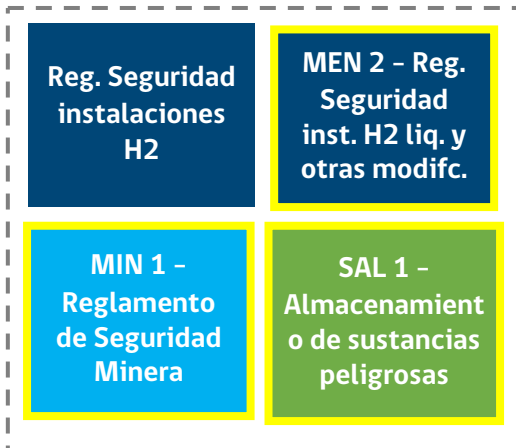 Reg. Seguridad
instalaciones
H2
MEN 2 – Reg.
Seguridad
inst. H2 liq. y
otras modifc.
MIN 1 –
Reglamento
de Seguridad
Minera
SAL 1 –
Almacenamient
o de sustancias
peligrosas